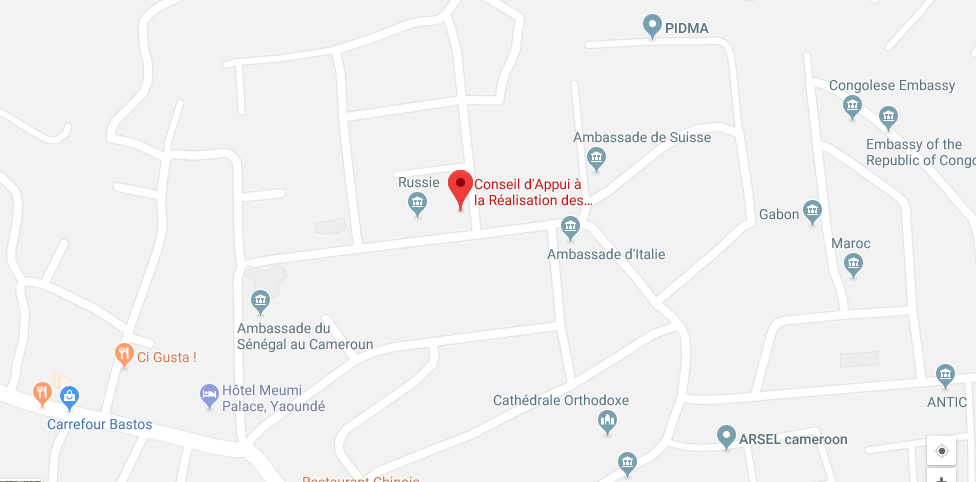 PIDMA
Congolese Embassy
Ambassade de Suisse
Embassy of the
Republic of Congo
Russie
Conseil d'Appui à
la Réalisation des...
Gabon
Maroc
Ambassade d'Italie
Ambassade du
Sénégal au Cameroun
Ci Gusta !
Hôtel Meumi
Palace, Yaoundé
Cathédrale Orthodoxe
ANTIC
Carrefour Bastos
ARSEL cameroon
Restaurant Chinois